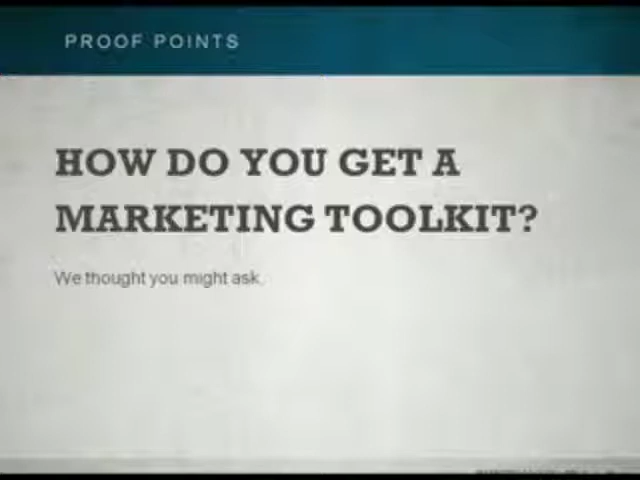 PROOF POINTS
HOW DO YOU GET A
MARKETING TOOLKIT?
We thought you might ask.